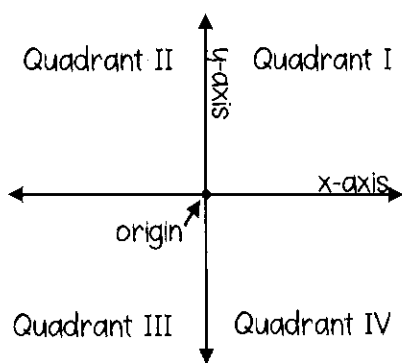 Quadrant II
Quadrant I
y-axis
x-axis
origin
Quadrant III
Quadrant IV